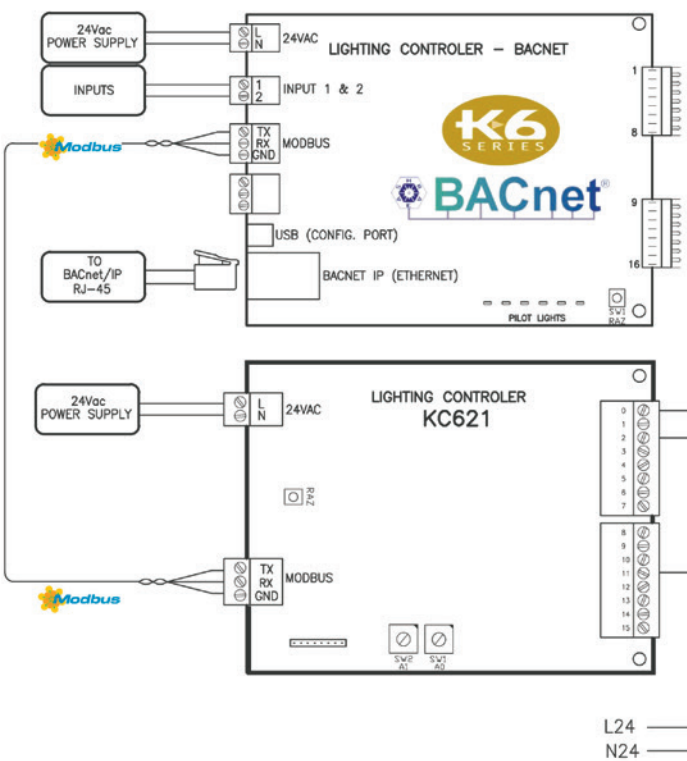 24Vac
POWER SUPPLY
L
N
24VAC
LIGHTING CONTROLER – BACNET
INPUTS
1
2
INPUT 1 & 2
1
8
K6
SERIES
Modbus
TX
RX
GND
MODBUS
BACnet®
9
16
USB (CONFIG. PORT)
TO
BACnet/IP
RJ-45
BACNET IP (ETHERNET)
PILOT LIGHTS
SW1
RAZ
24Vac
POWER SUPPLY
L
N
24VAC
LIGHTING CONTROLER
KC621
0
1
2
3
4
5
6
7
RAZ
8
9
10
11
12
13
14
15
Modbus
TX
RX
GND
MODBUS
SW2
A1
SW1
A0
L24
N24